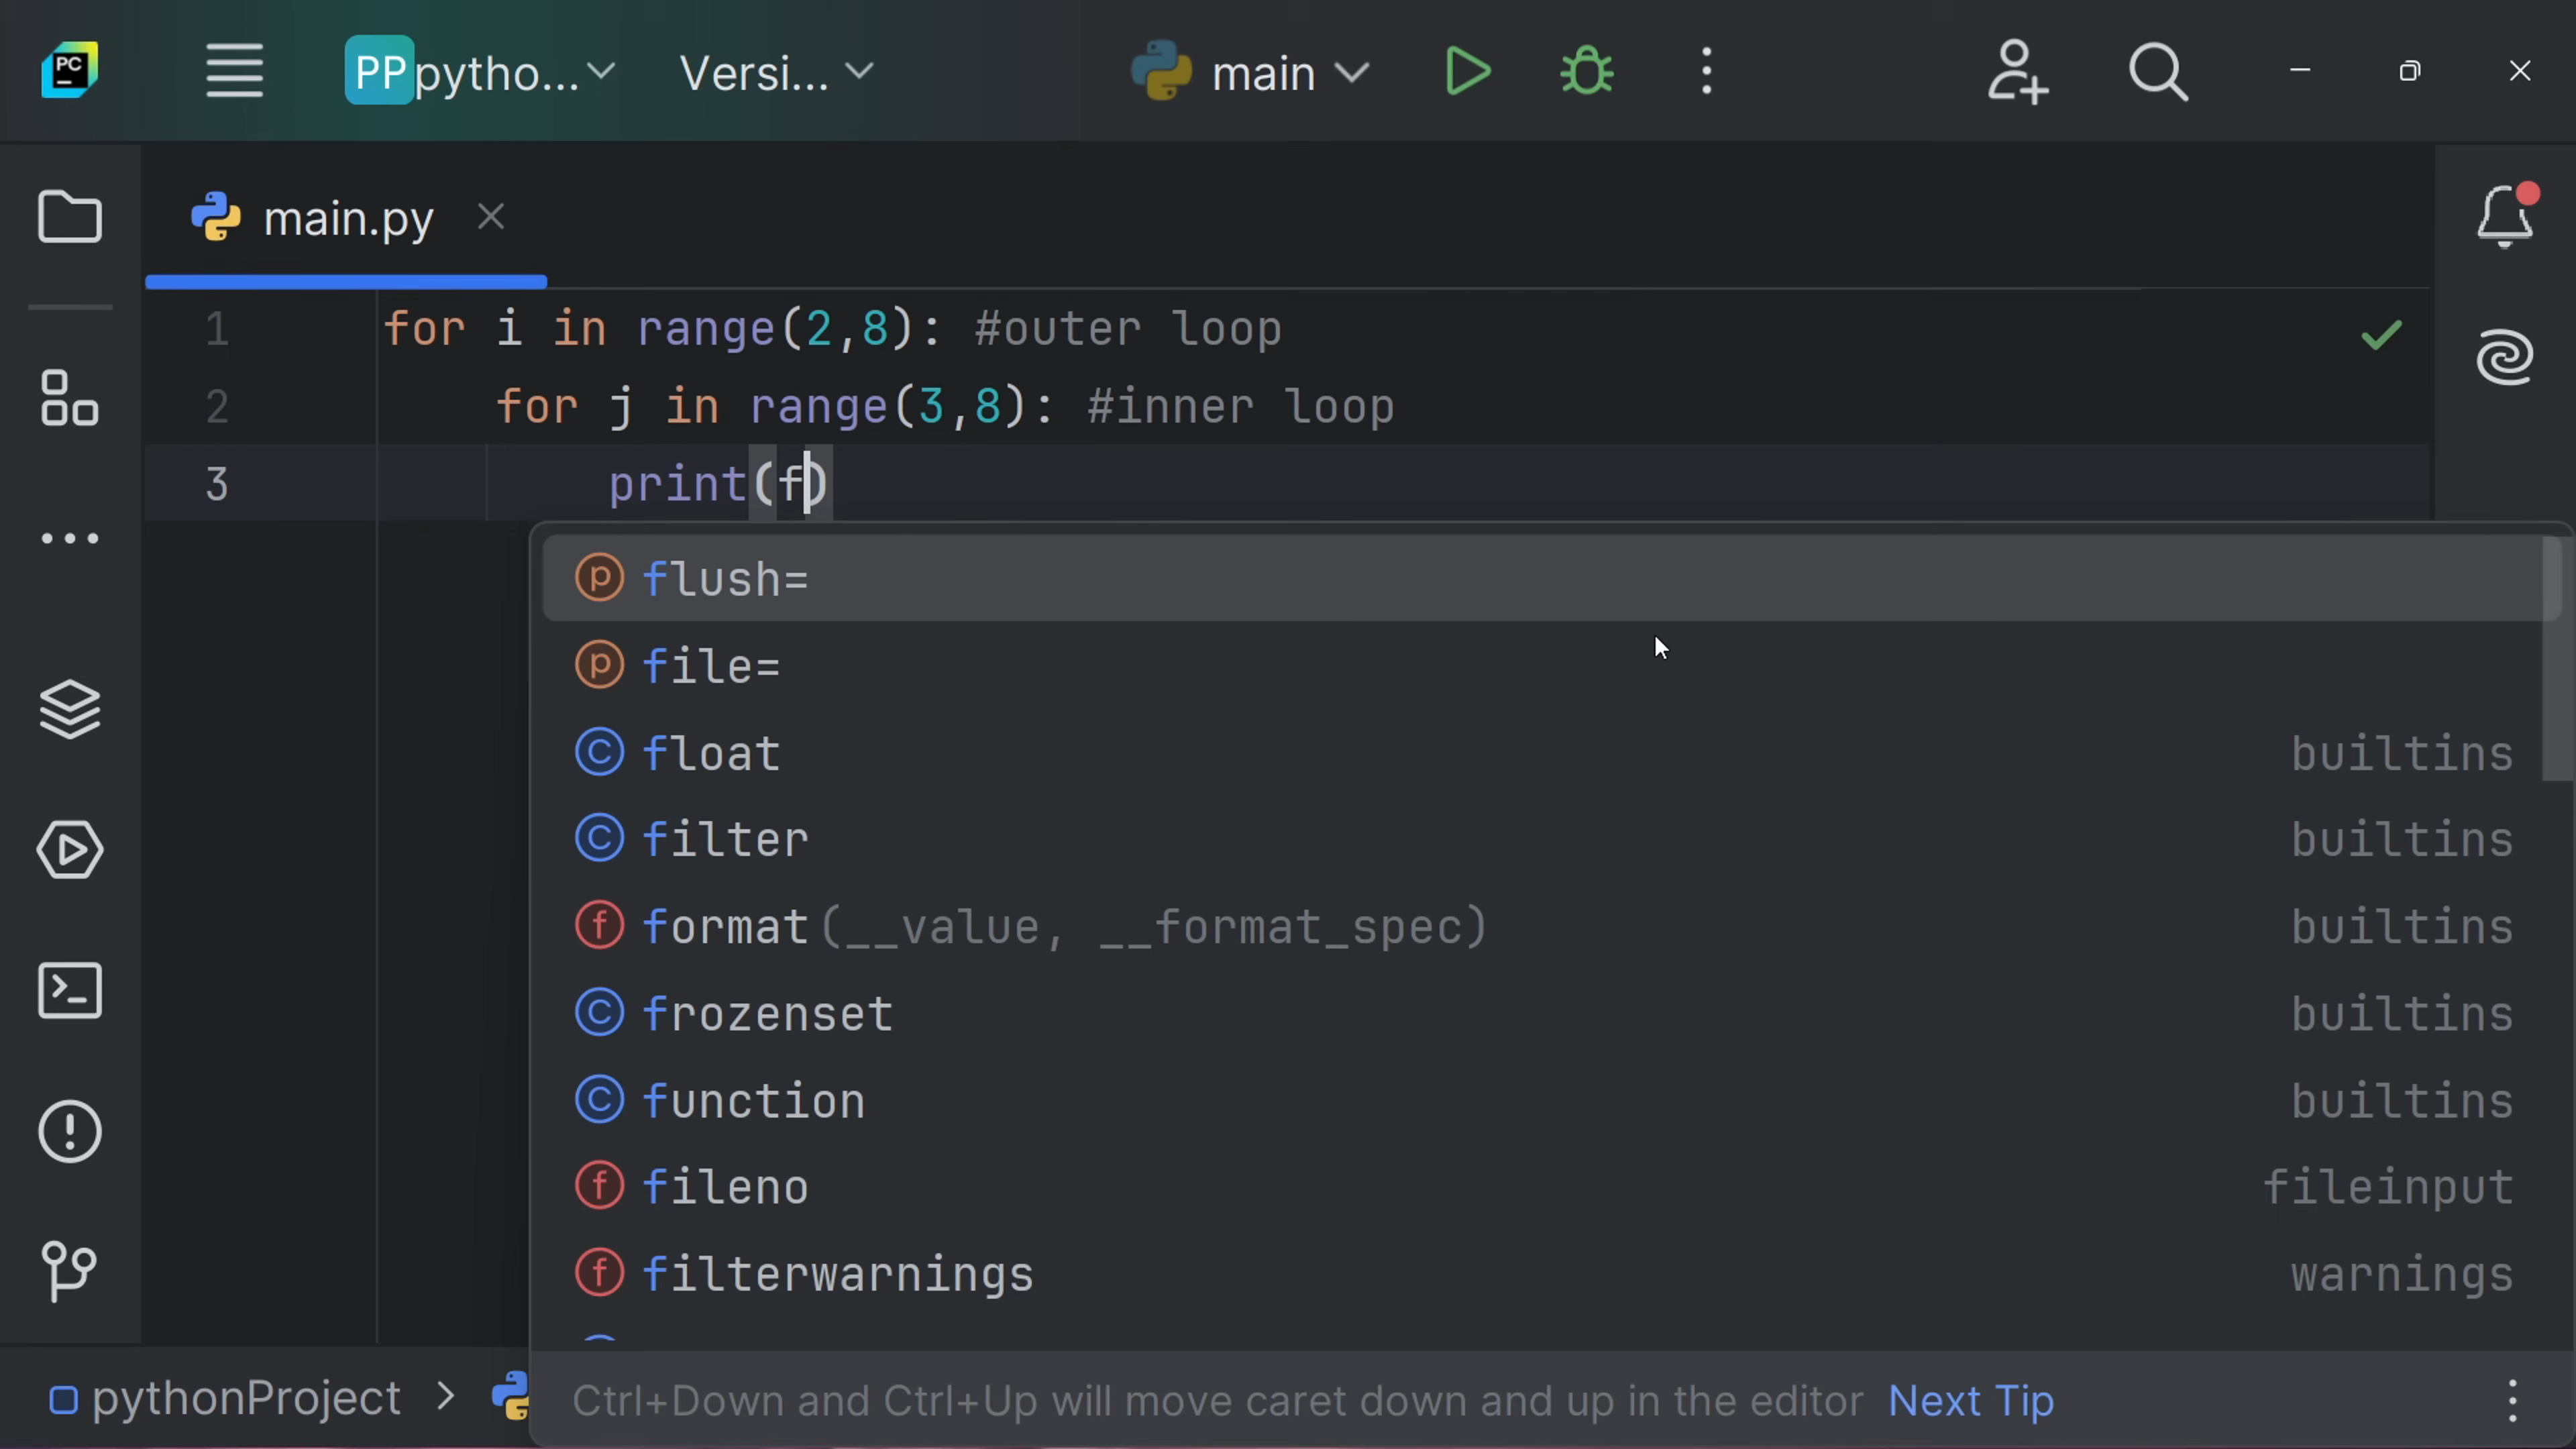 PC
PP pytho...
Versi...
main
main.py
1 for i in range(2,8): #outer loop
2 for j in range(3,8): #inner loop
3 print(f)
p flush=
p file=
C float builtins
C filter builtins
f format(__value, __format_spec) builtins
C frozenset builtins
C function builtins
f fileno fileinput
f filterwarnings warnings
pythonProject >
Ctrl+Down and Ctrl+Up will move caret down and up in the editor Next Tip